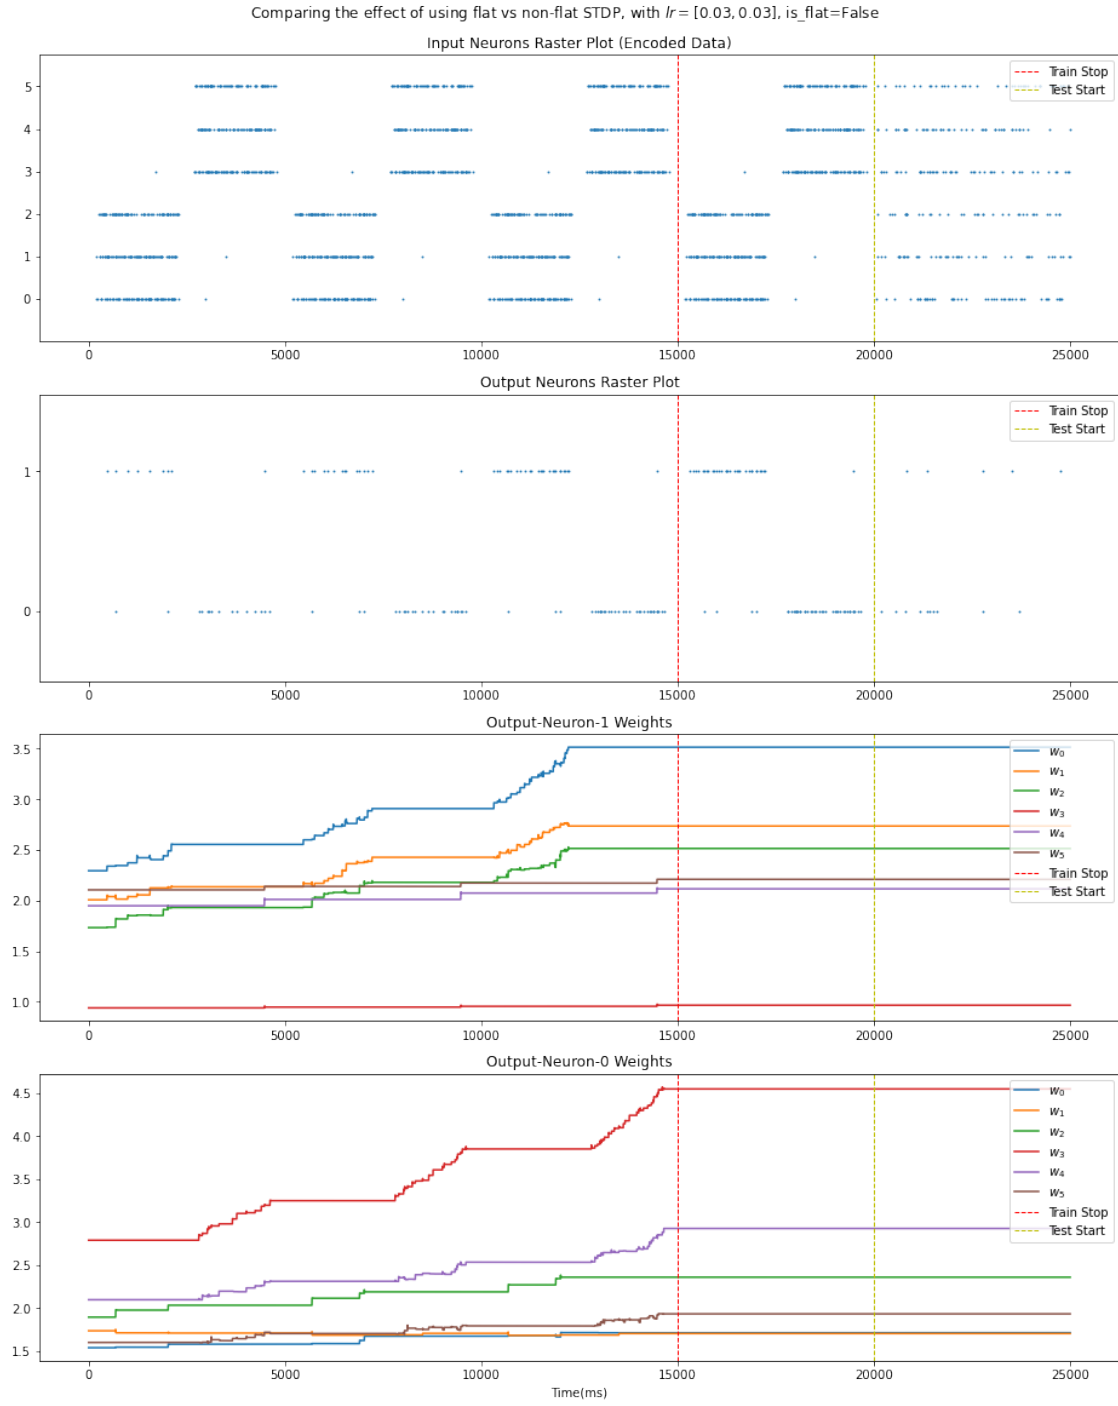 Comparing the effect of using flat vs non-flat STDP, with lr = [0.03, 0.03], is_flat=False
Input Neurons Raster Plot (Encoded Data)
Train Stop
Test Start
5
4
3
2
1
0
0 5000 10000 15000 20000 25000
Output Neurons Raster Plot
Train Stop
Test Start
1
0
0 5000 10000 15000 20000 25000
Output-Neuron-1 Weights
3.5
3.0
2.5
2.0
1.5
1.0
w₀
w₁
w₂
w₃
w₄
w₅
Train Stop
Test Start
0 5000 10000 15000 20000 25000
Output-Neuron-0 Weights
4.5
4.0
3.5
3.0
2.5
2.0
1.5
w₀
w₁
w₂
w₃
w₄
w₅
Train Stop
Test Start
0 5000 10000 15000 20000 25000
Time(ms)